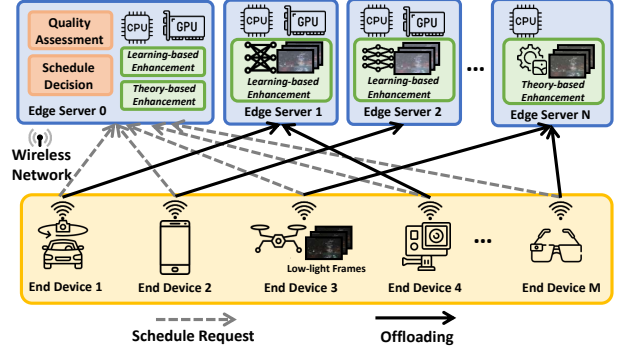 Quality
Assessment
Schedule
Decision
CPU
GPU
Learning-based
Enhancement
Theory-based
Enhancement
Edge Server 0
CPU
GPU
Learning-based
Enhancement
Edge Server 1
CPU
GPU
Learning-based
Enhancement
Edge Server 2
...
CPU
Theory-based
Enhancement
Edge Server N
Wireless
Network
Low-light Frames
...
End Device 1
End Device 2
End Device 3
End Device 4
End Device M
Schedule Request
Offloading